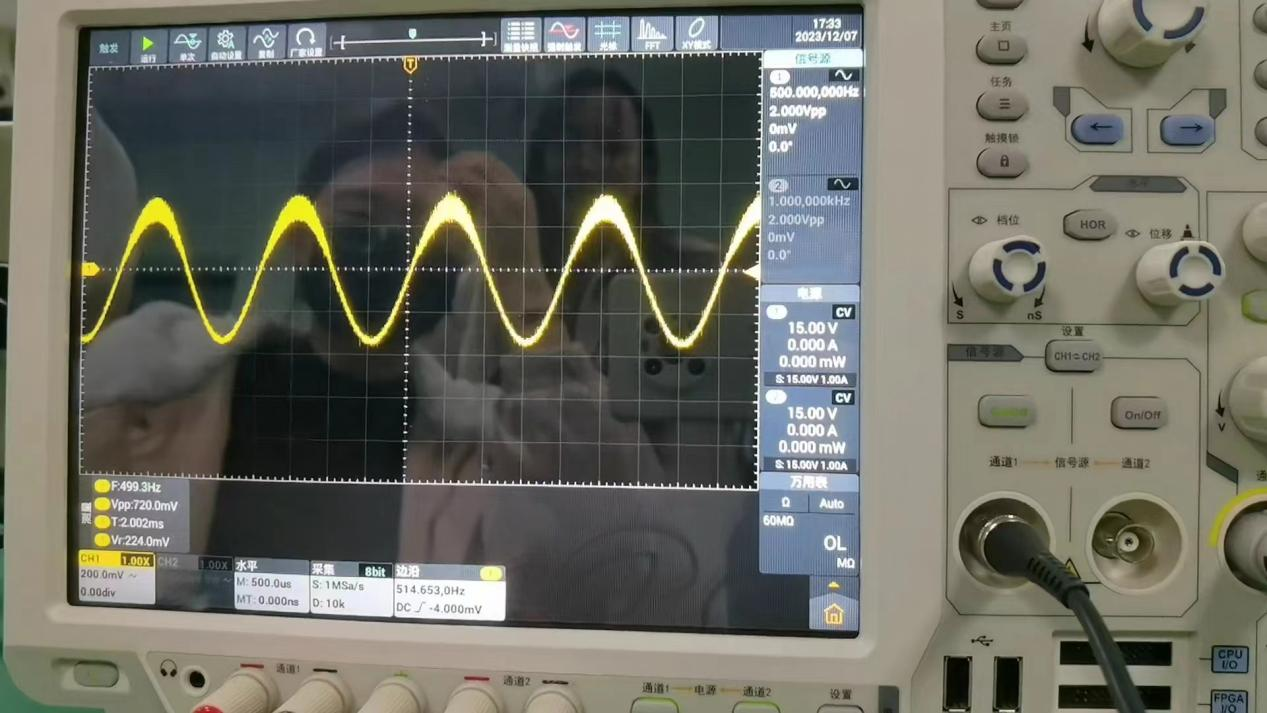 触发
运行
单次
自动设置
复制
厂家设置
测量快照
强制触发
光标
FFT
XY模式
17:33
2023/12/07
T
信号源
1
500.000,000Hz
2.000Vpp
0mV
0.0°
2
1.000,000kHz
2.000Vpp
0mV
0.0°
电源
1 CV
15.00 V
0.000 A
0.000 mW
S: 15.00V 1.00A
2 CV
15.00 V
0.000 A
0.000 mW
S: 15.00V 1.00A
万用表
Ω Auto
60MΩ
OL
MΩ
F:499.3Hz
Vpp:720.0mV
T:2.002ms
Vr:224.0mV
CH1 1.00X
200.0mV ~
0.00div
CH2 1.00X
水平
M: 500.0us
MT: 0.000ns
采集 8bit
S: 1MSa/s
D: 10k
边沿 1
514.653,0Hz
DC -4.000mV
主页
任务
触摸锁
档位
HOR
位移
S nS
设置
信号源
CH1⇌CH2
On/Off
通道1 信号源 通道2
V
CPU
I/O
FPGA
I/O
通道1
通道2
通道1 电源 通道2
设置